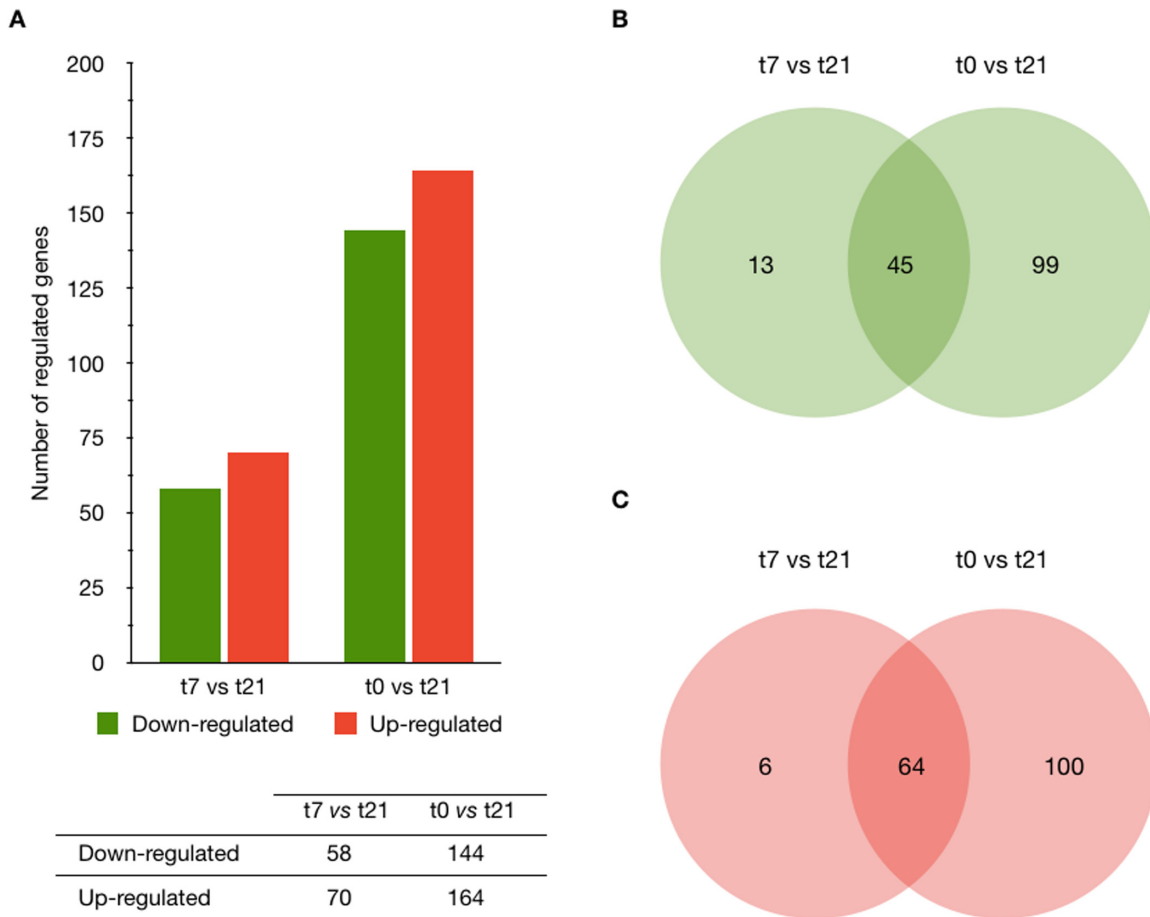 A
200
175
150
125
100
75
50
25
0
Number of regulated genes
t7 vs t21 t0 vs t21
Down-regulated Up-regulated
t7 vs t21 t0 vs t21
Down-regulated 58 144
Up-regulated 70 164
B
t7 vs t21 t0 vs t21
13 45 99
C
t7 vs t21 t0 vs t21
6 64 100